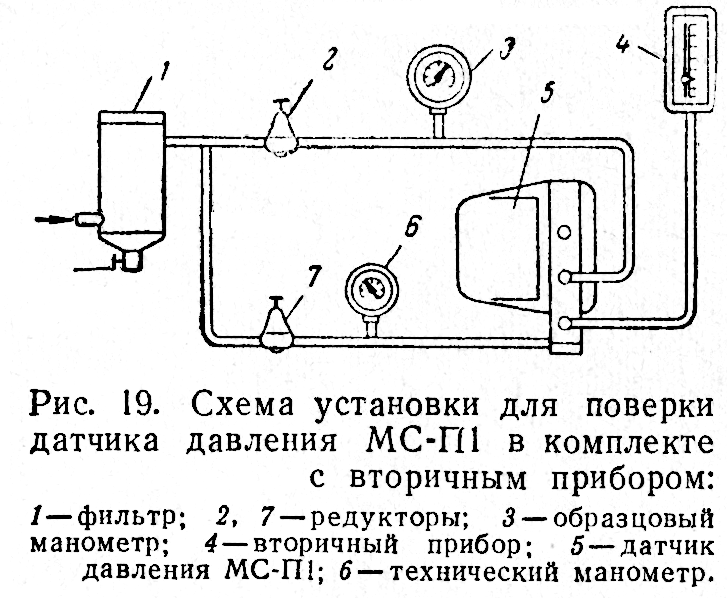 1
2
3
4
5
6
7
Рис. 19. Схема установки для поверки
датчика давления МС-П1 в комплекте
с вторичным прибором:
1—фильтр; 2, 7—редукторы; 3—образцовый
манометр; 4—вторичный прибор; 5—датчик
давления МС-П1; 6—технический манометр.